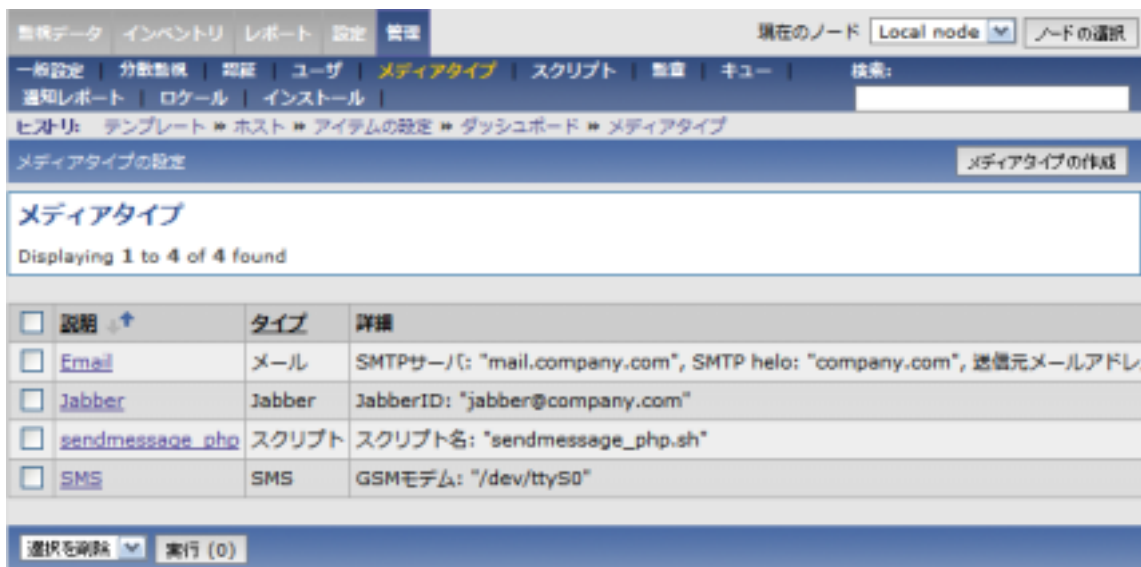 監視データ インベントリ レポート 設定 管理 現在のノード Local node ノードの選択
一般設定 | 分散監視 | 認証 | ユーザ | メディアタイプ | スクリプト | 監査 | キュー | 検索:
通知レポート | ロケール | インストール |
ヒストリ: テンプレート » ホスト » アイテムの設定 » ダッシュボード » メディアタイプ
メディアタイプの設定 メディアタイプの作成
メディアタイプ
Displaying 1 to 4 of 4 found
説明 タイプ 詳細
Email メール SMTPサーバ: "mail.company.com", SMTP helo: "company.com", 送信元メールアドレ
Jabber Jabber JabberID: "jabber@company.com"
sendmessage_php スクリプト スクリプト名: "sendmessage_php.sh"
SMS SMS GSMモデム: "/dev/ttyS0"
選択を削除 実行 (0)